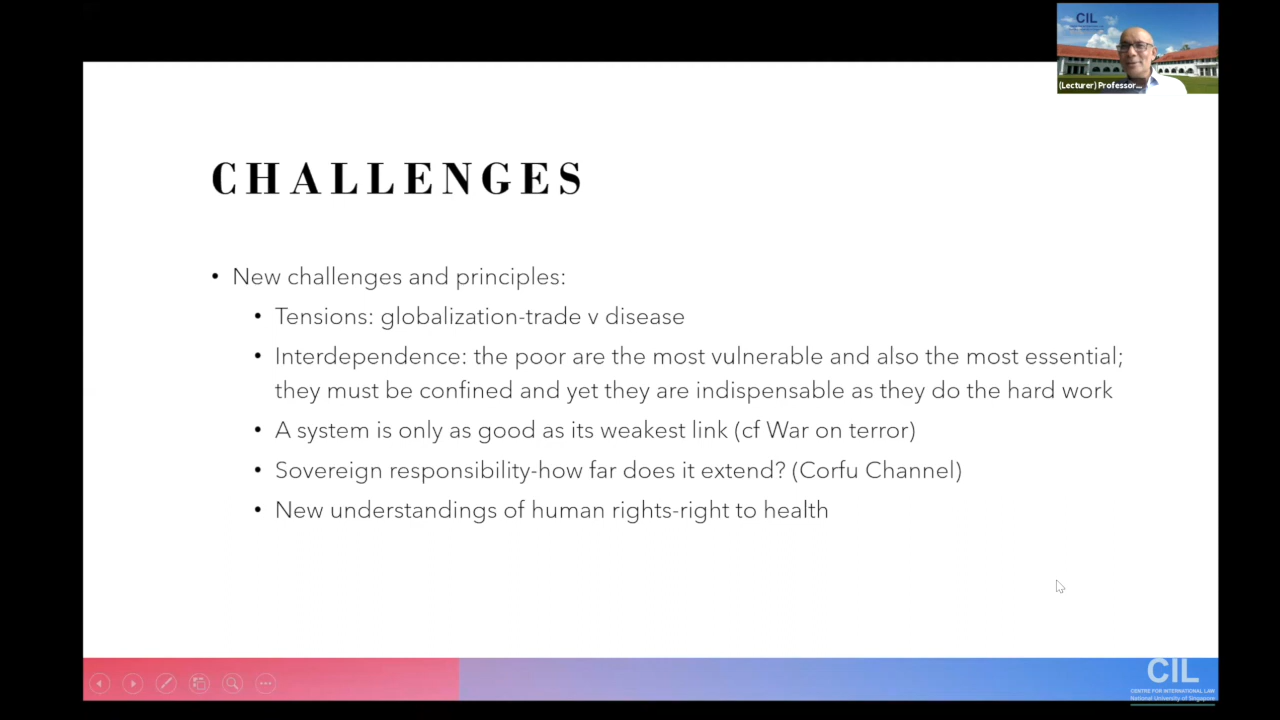 CIL
(Lecturer) Professor...
CHALLENGES
• New challenges and principles:
• Tensions: globalization-trade v disease
• Interdependence: the poor are the most vulnerable and also the most essential;
they must be confined and yet they are indispensable as they do the hard work
• A system is only as good as its weakest link (cf War on terror)
• Sovereign responsibility-how far does it extend? (Corfu Channel)
• New understandings of human rights-right to health
CIL
CENTRE FOR INTERNATIONAL LAW
National University of Singapore